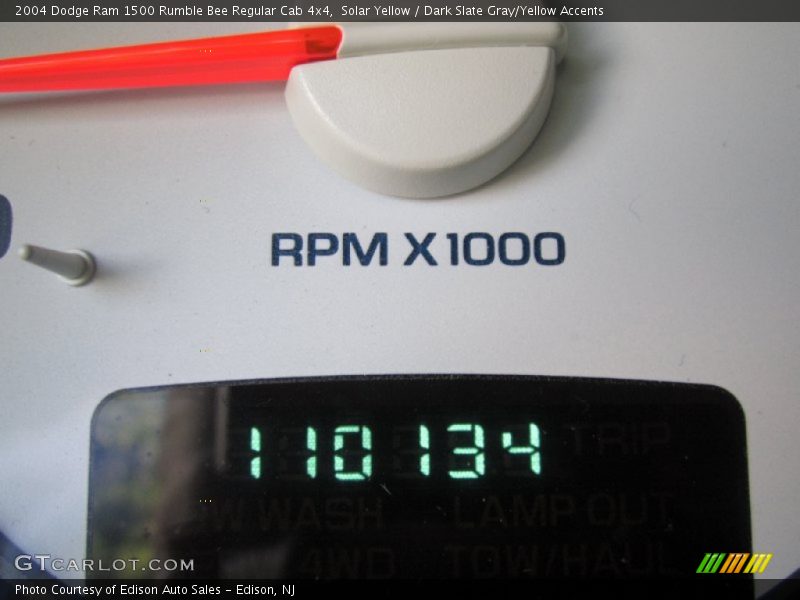 2004 Dodge Ram 1500 Rumble Bee Regular Cab 4x4, Solar Yellow / Dark Slate Gray/Yellow Accents
RPM X1000
110134
TRIP
W WASH LAMP OUT
4WD TOW/HAUL
GTCARLOT.COM
Photo Courtesy of Edison Auto Sales - Edison, NJ